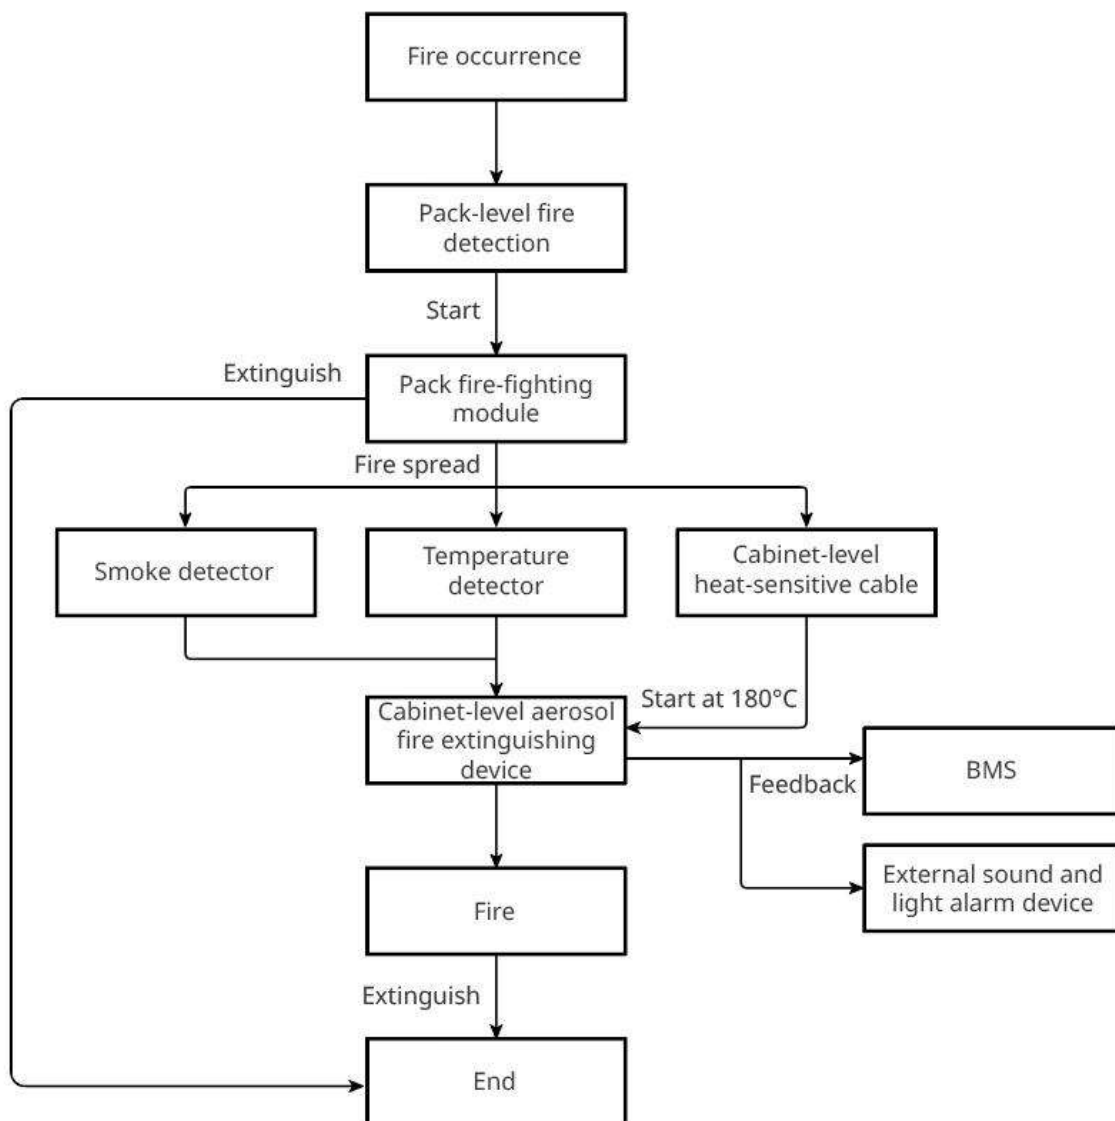 Fire occurrence
Pack-level fire
detection
Start
Extinguish
Pack fire-fighting
module
Fire spread
Smoke detector
Temperature
detector
Cabinet-level
heat-sensitive cable
Start at 180°C
Cabinet-level aerosol
fire extinguishing
device
Feedback
BMS
External sound and
light alarm device
Fire
Extinguish
End